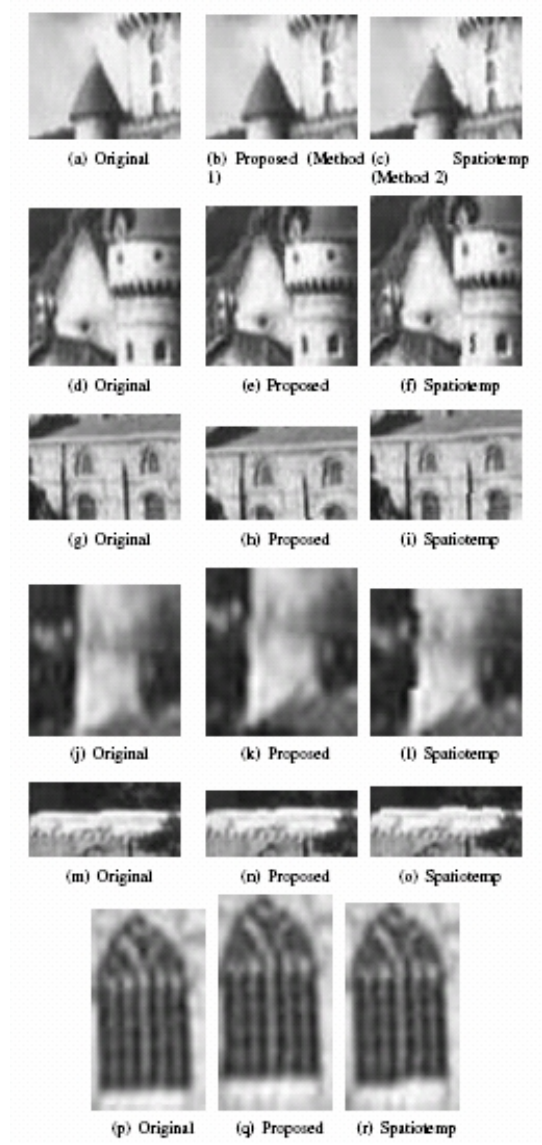 (a) Original
(b) Proposed (Method 1)
(c) Spatiotemp (Method 2)
(d) Original
(e) Proposed
(f) Spatiotemp
(g) Original
(h) Proposed
(i) Spatiotemp
(j) Original
(k) Proposed
(l) Spatiotemp
(m) Original
(n) Proposed
(o) Spatiotemp
(p) Original
(q) Proposed
(r) Spatiotemp